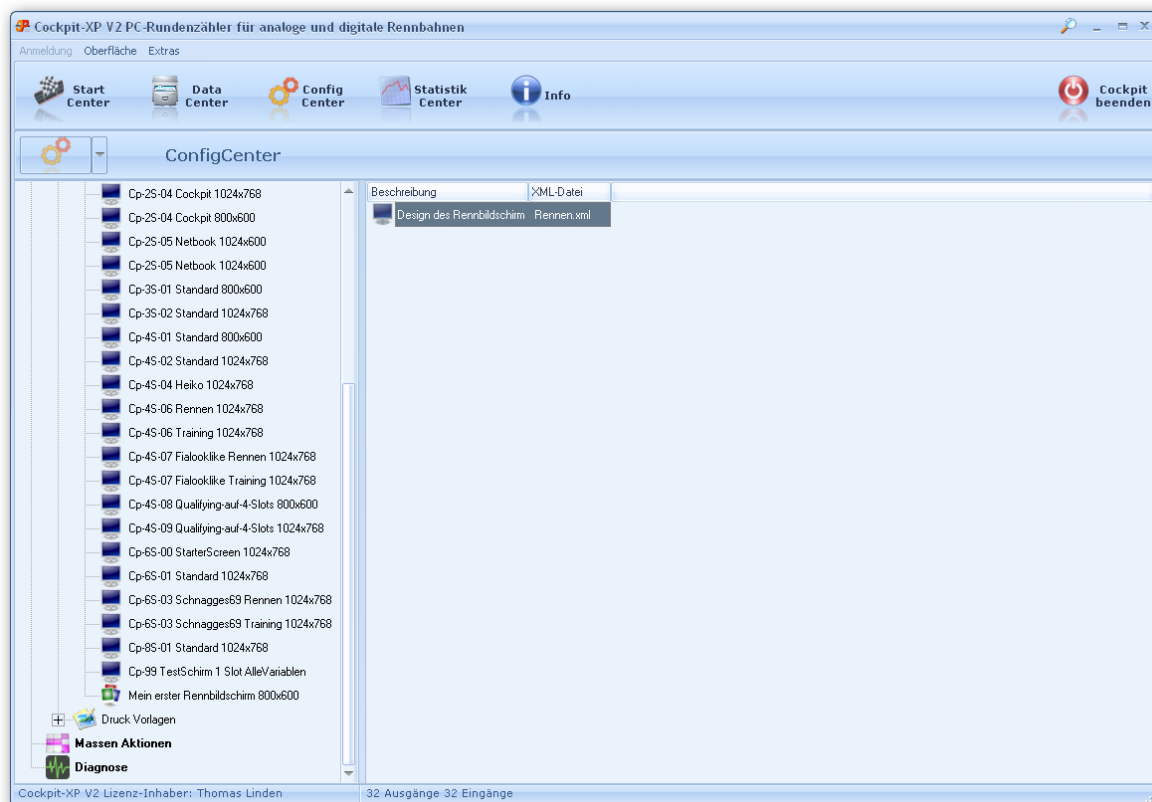 Cockpit-XP V2 PC-Rundenzähler für analoge und digitale Rennbahnen
Anmeldung Oberfläche Extras
Start Center
Data Center
Config Center
Statistik Center
Info
Cockpit beenden
ConfigCenter
Cp-2S-04 Cockpit 1024x768
Cp-2S-04 Cockpit 800x600
Cp-2S-05 Netbook 1024x600
Cp-2S-05 Netbook 1024x600
Cp-3S-01 Standard 800x600
Cp-3S-02 Standard 1024x768
Cp-4S-01 Standard 800x600
Cp-4S-02 Standard 1024x768
Cp-4S-04 Heiko 1024x768
Cp-4S-06 Rennen 1024x768
Cp-4S-06 Training 1024x768
Cp-4S-07 Fialooklike Rennen 1024x768
Cp-4S-07 Fialooklike Training 1024x768
Cp-4S-08 Qualifying-auf-4-Slots 800x600
Cp-4S-09 Qualifying-auf-4-Slots 1024x768
Cp-6S-00 StarterScreen 1024x768
Cp-6S-01 Standard 1024x768
Cp-6S-03 Schnagges69 Rennen 1024x768
Cp-6S-03 Schnagges69 Training 1024x768
Cp-8S-01 Standard 1024x768
Cp-99 TestSchirm 1 Slot AlleVariablen
Mein erster Rennbildschirm 800x600
Druck Vorlagen
Massen Aktionen
Diagnose
Beschreibung XML-Datei
Design des Rennbildschirm Rennen.xml
Cockpit-XP V2 Lizenz-Inhaber: Thomas Linden
32 Ausgänge 32 Eingänge